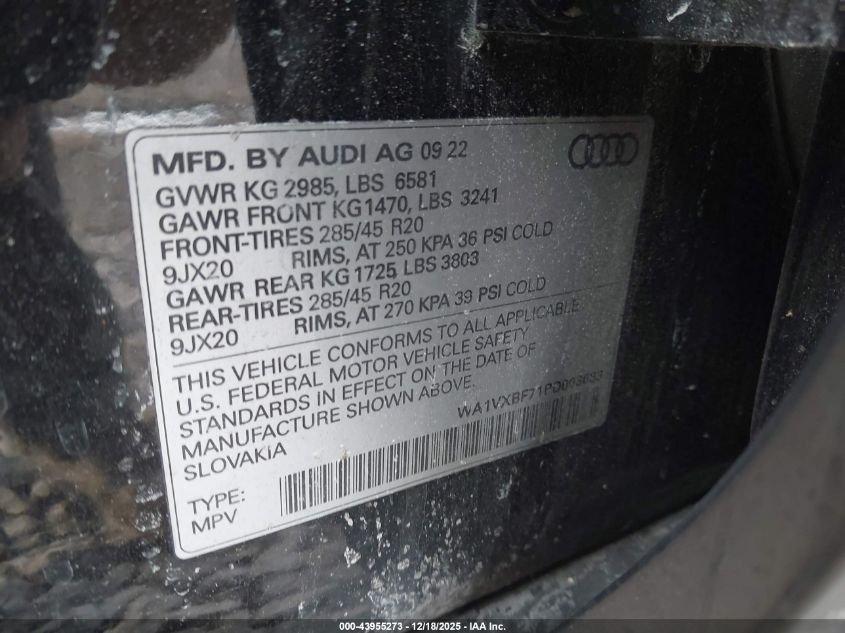 MFD. BY AUDI AG 09 22
GVWR KG 2985, LBS 6581
GAWR FRONT KG1470, LBS 3241
FRONT-TIRES 285/45 R20
9JX20 RIMS, AT 250 KPA 36 PSI COLD
GAWR REAR KG 1725 LBS 3803
REAR-TIRES 285/45 R20
9JX20 RIMS, AT 270 KPA 39 PSI COLD
THIS VEHICLE CONFORMS TO ALL APPLICABLE
U.S. FEDERAL MOTOR VEHICLE SAFETY
STANDARDS IN EFFECT ON THE DATE OF
MANUFACTURE SHOWN ABOVE.
SLOVAKIA
TYPE:
MPV
000-43955273 - 12/18/2025 - IAA Inc.